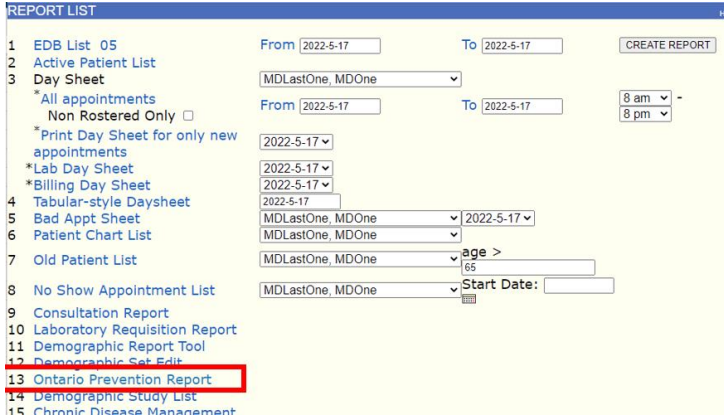 REPORT LIST
1 EDB List 05 From 2022-5-17 To 2022-5-17 CREATE REPORT
2 Active Patient List
3 Day Sheet MDLastOne, MDOne
*All appointments From 2022-5-17 To 2022-5-17 8 am -
Non Rostered Only 8 pm
*Print Day Sheet for only new
appointments 2022-5-17
*Lab Day Sheet 2022-5-17
*Billing Day Sheet 2022-5-17
4 Tabular-style Daysheet 2022-5-17
5 Bad Appt Sheet MDLastOne, MDOne 2022-5-17
6 Patient Chart List MDLastOne, MDOne
7 Old Patient List MDLastOne, MDOne age >
65
8 No Show Appointment List MDLastOne, MDOne Start Date:
9 Consultation Report
10 Laboratory Requisition Report
11 Demographic Report Tool
12 Demographic Set Edit
13 Ontario Prevention Report
14 Demographic Study List
15 Chronic Disease Management